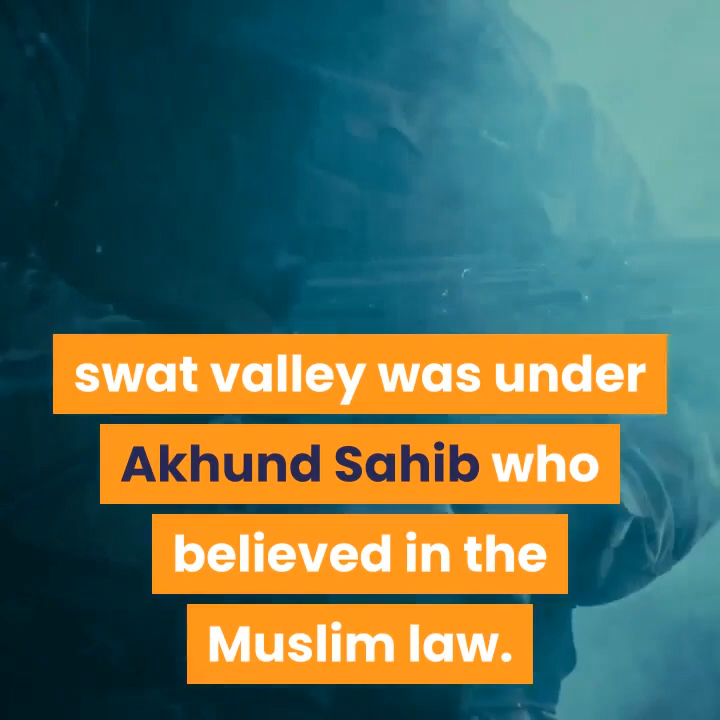 swat valley was under
Akhund Sahib who
believed in the
Muslim law.